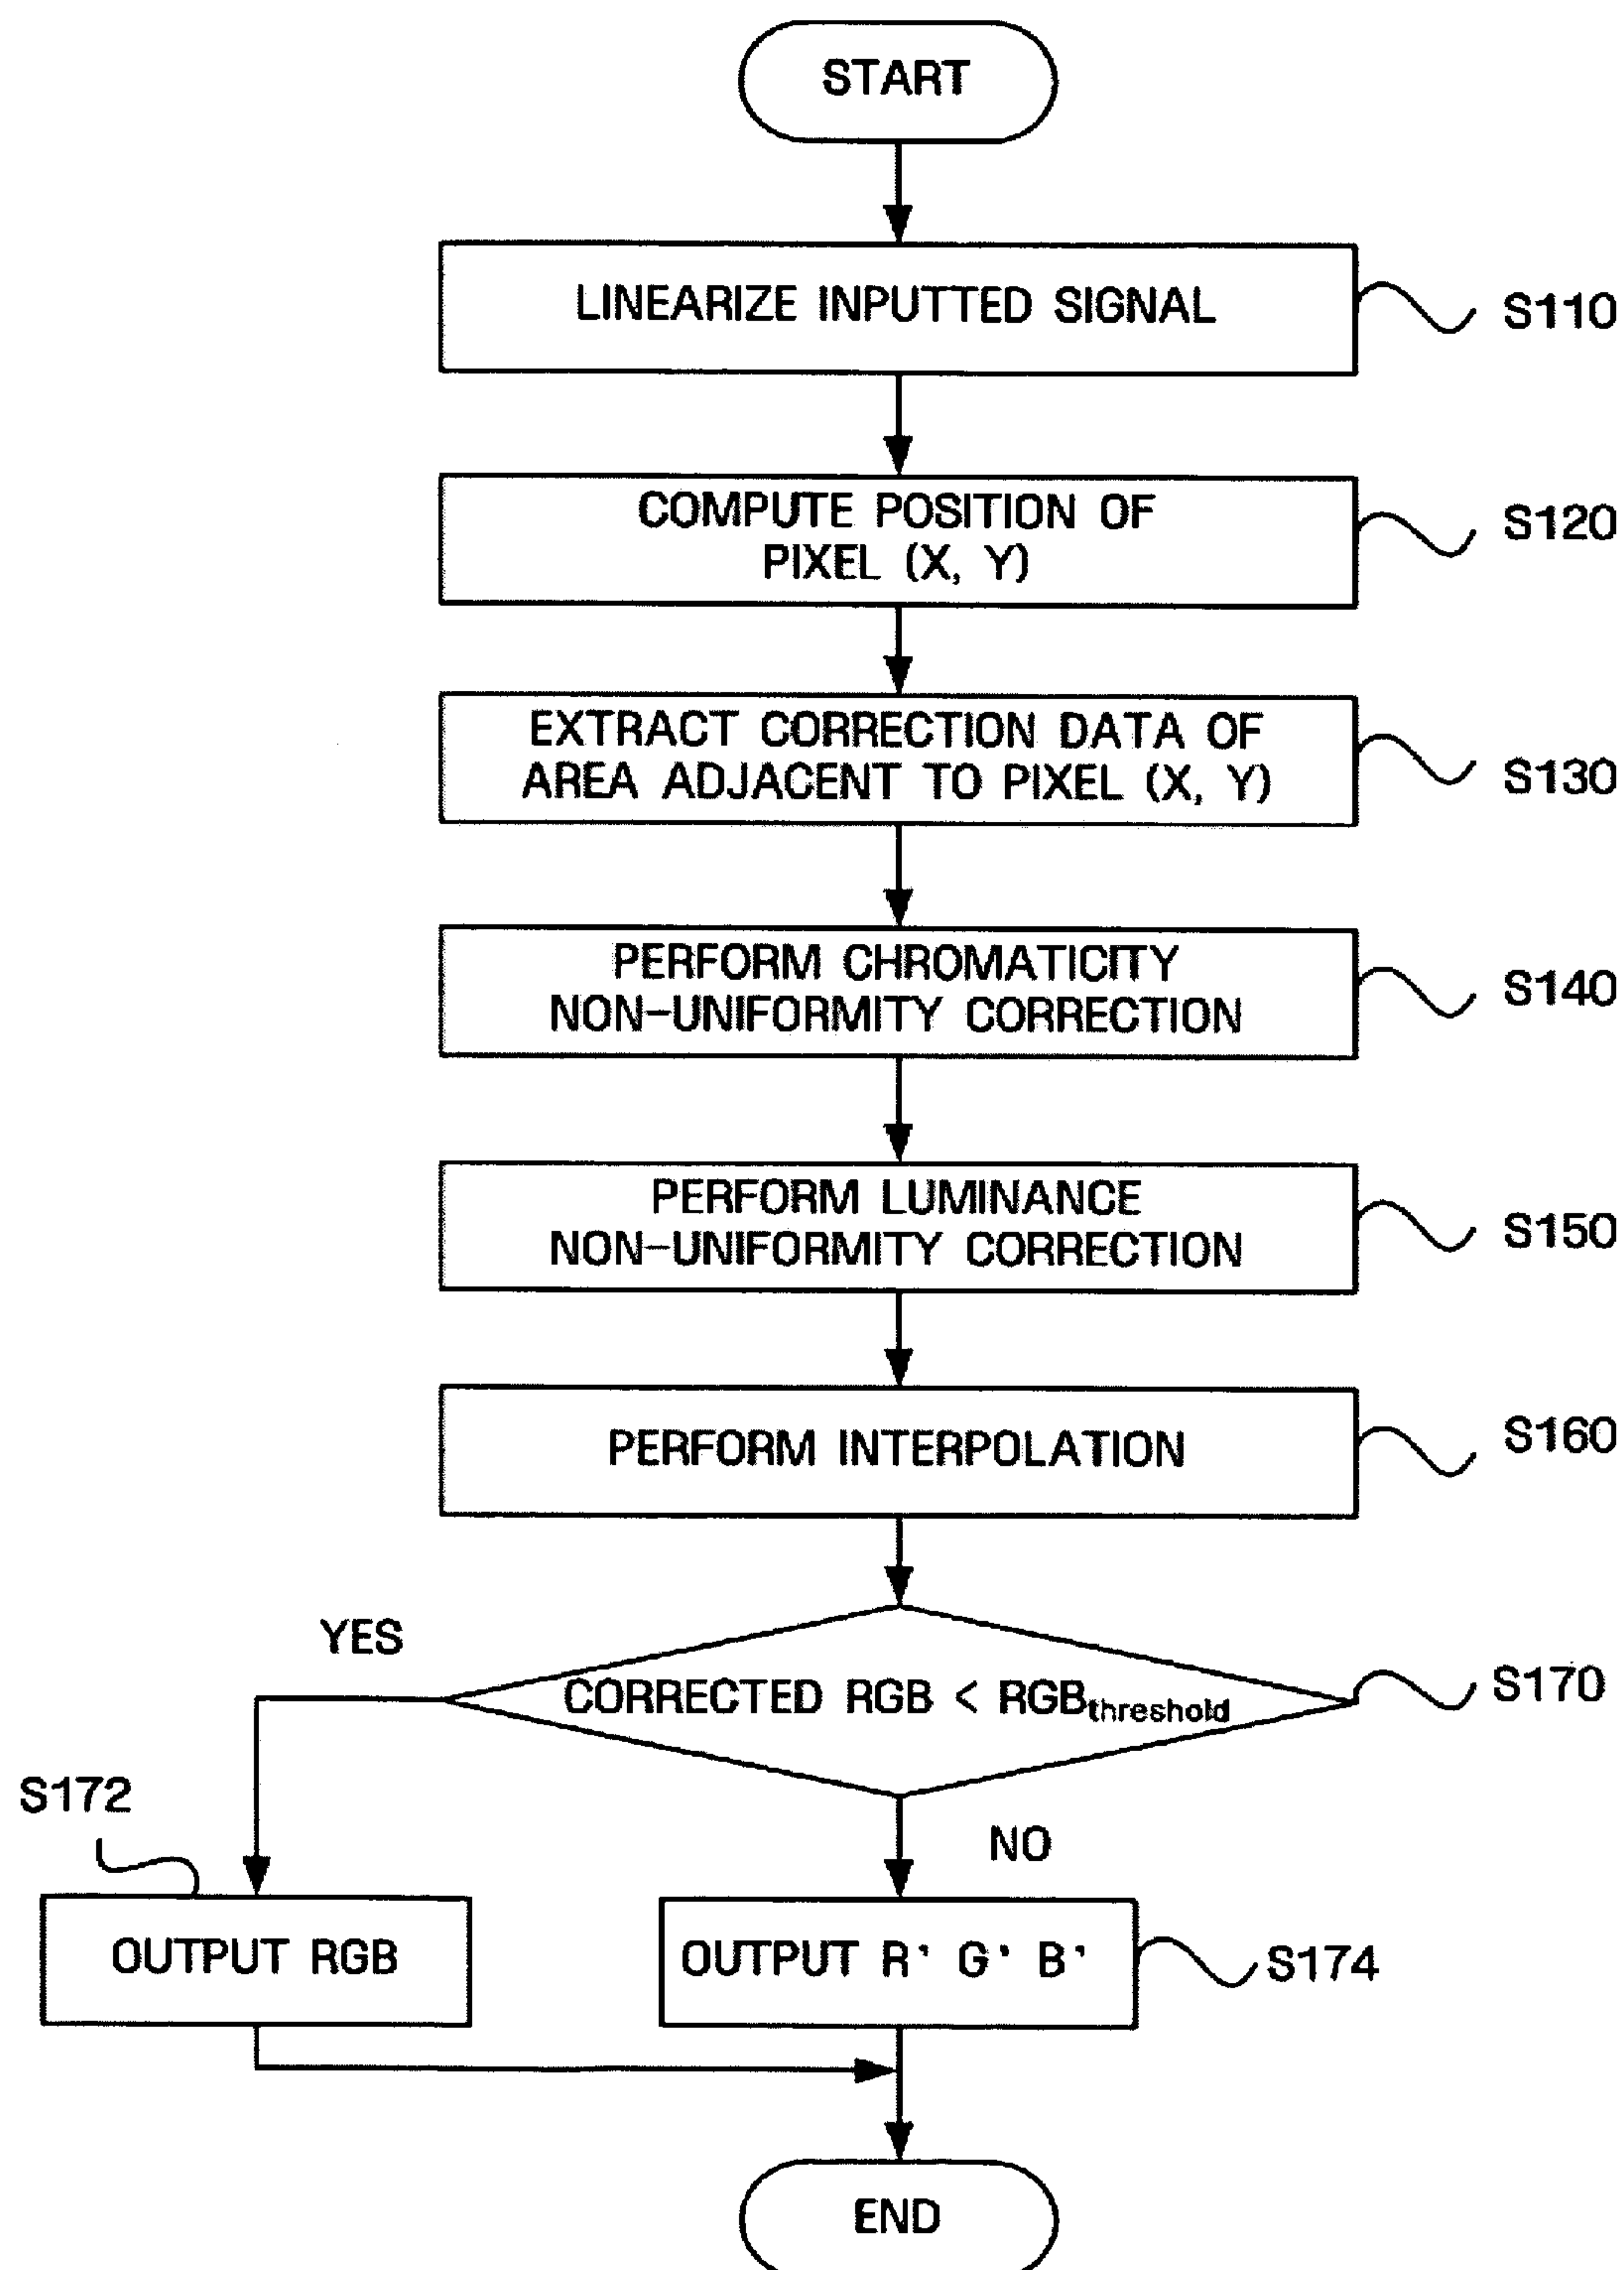 START
LINEARIZE INPUTTED SIGNAL
S110
COMPUTE POSITION OF
PIXEL (X, Y)
S120
EXTRACT CORRECTION DATA OF
AREA ADJACENT TO PIXEL (X, Y)
S130
PERFORM CHROMATICITY
NON-UNIFORMITY CORRECTION
S140
PERFORM LUMINANCE
NON-UNIFORMITY CORRECTION
S150
PERFORM INTERPOLATION
S160
YES
CORRECTED RGB < RGBthreshold
S170
S172
NO
OUTPUT RGB
OUTPUT R' G' B'
S174
END